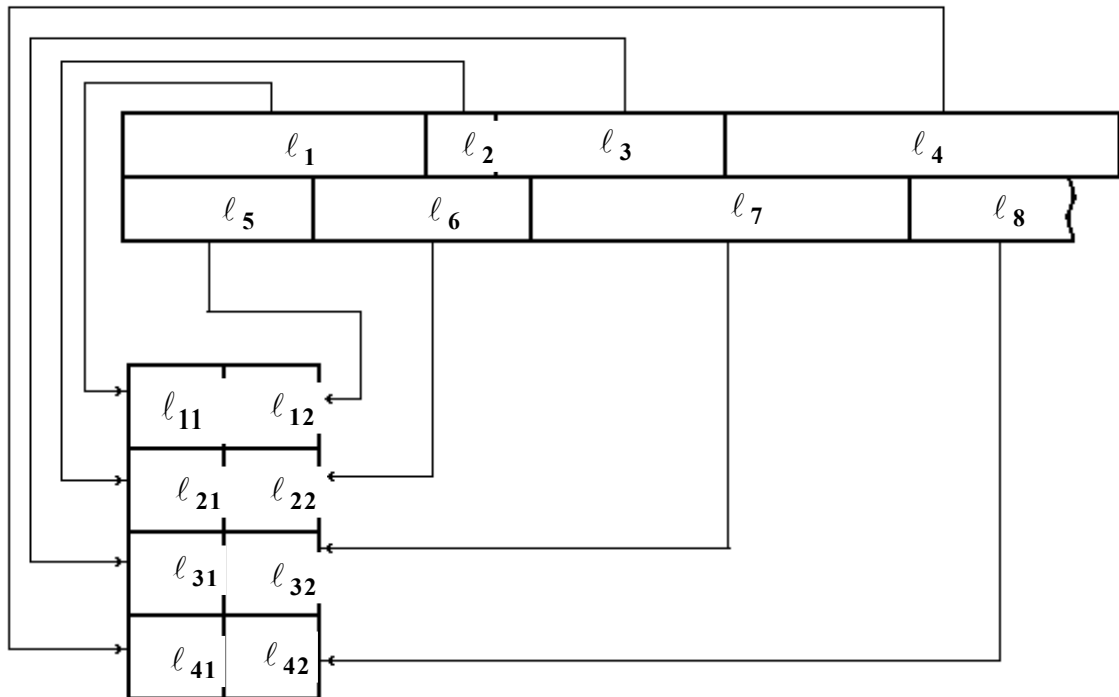 ℓ1 ℓ2 ℓ3 ℓ4
ℓ5 ℓ6 ℓ7 ℓ8
ℓ11 ℓ12
ℓ21 ℓ22
ℓ31 ℓ32
ℓ41 ℓ42